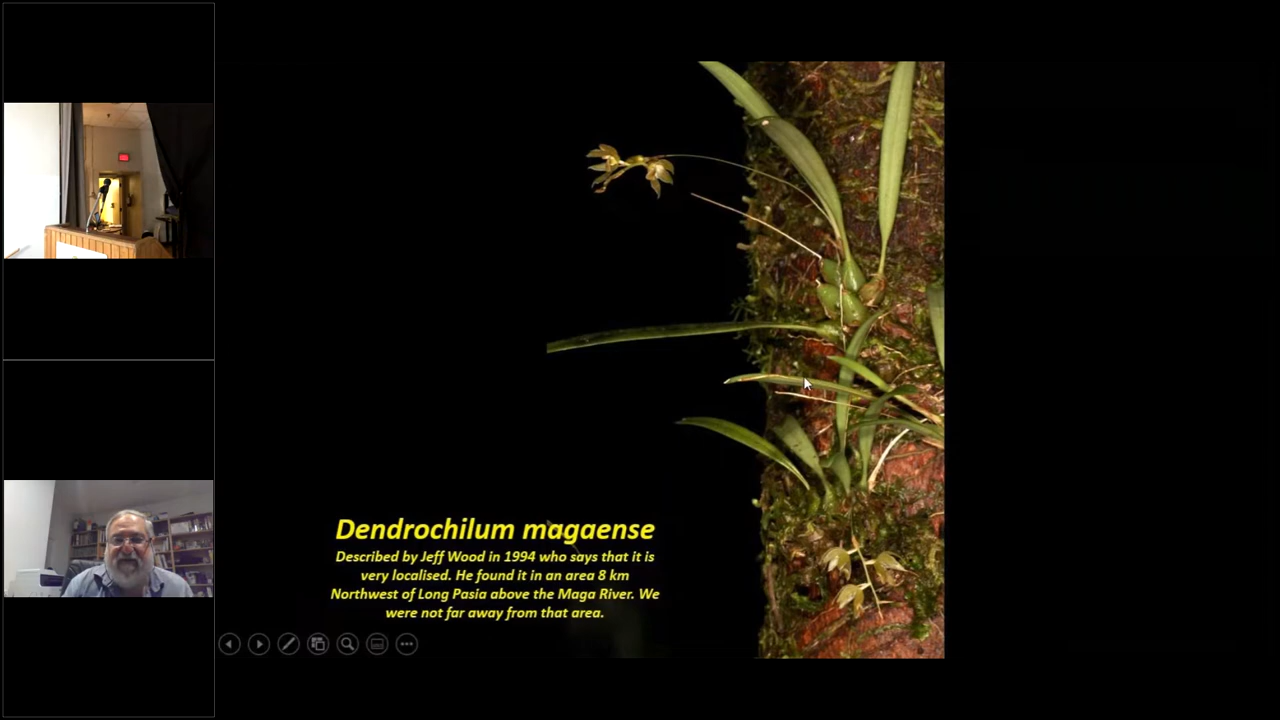 Dendrochilum magaense
Described by Jeff Wood in 1994 who says that it is
very localised. He found it in an area 8 km
Northwest of Long Pasia above the Maga River. We
were not far away from that area.